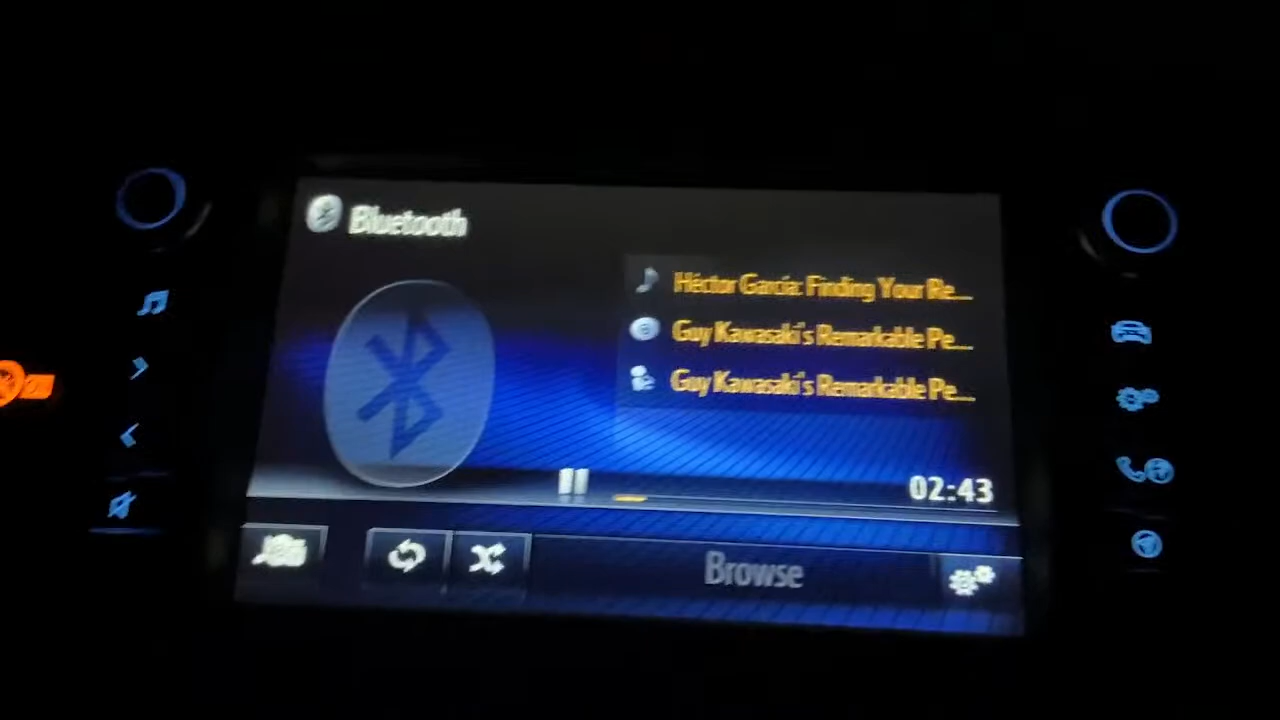 Bluetooth
Héctor García: Finding Your Re...
Guy Kawasaki's Remarkable Pe...
Guy Kawasaki's Remarkable Pe...
02:43
Browse